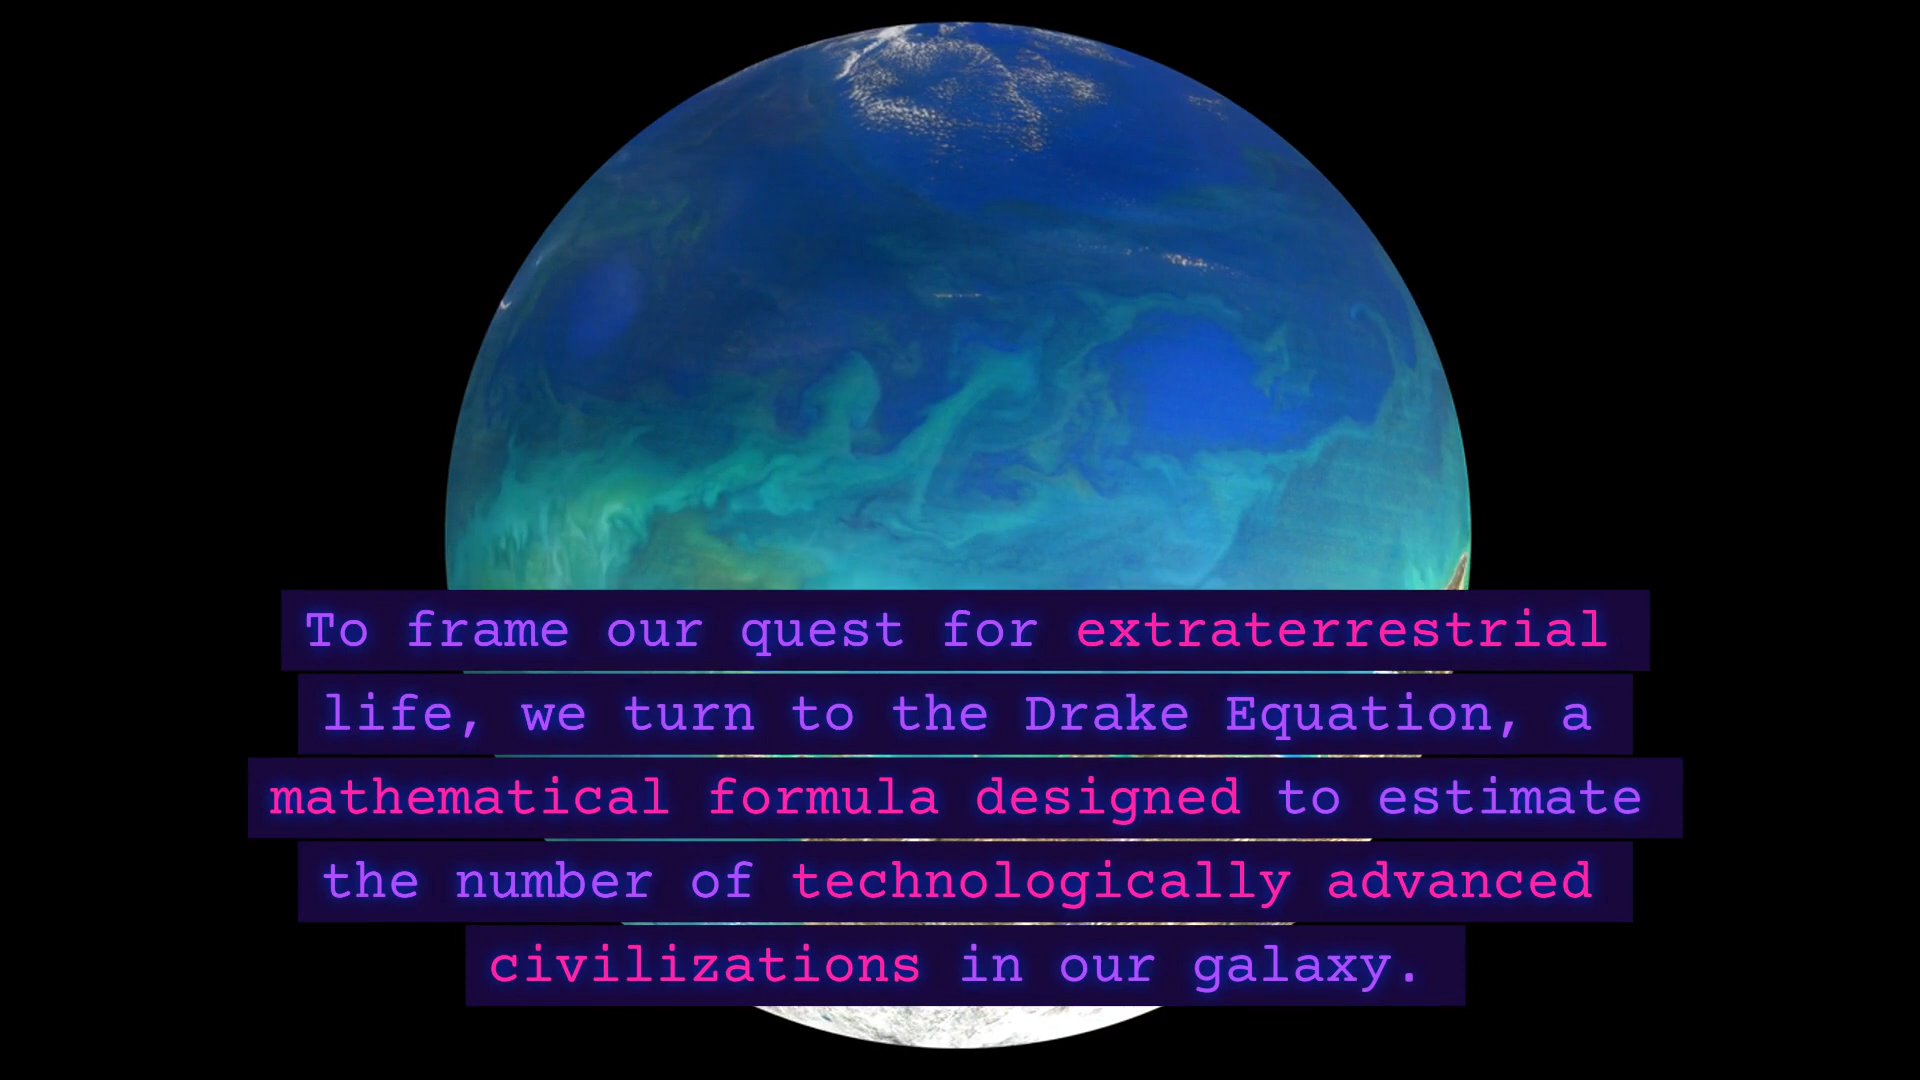 To frame our quest for extraterrestrial
life, we turn to the Drake Equation, a
mathematical formula designed to estimate
the number of technologically advanced
civilizations in our galaxy.